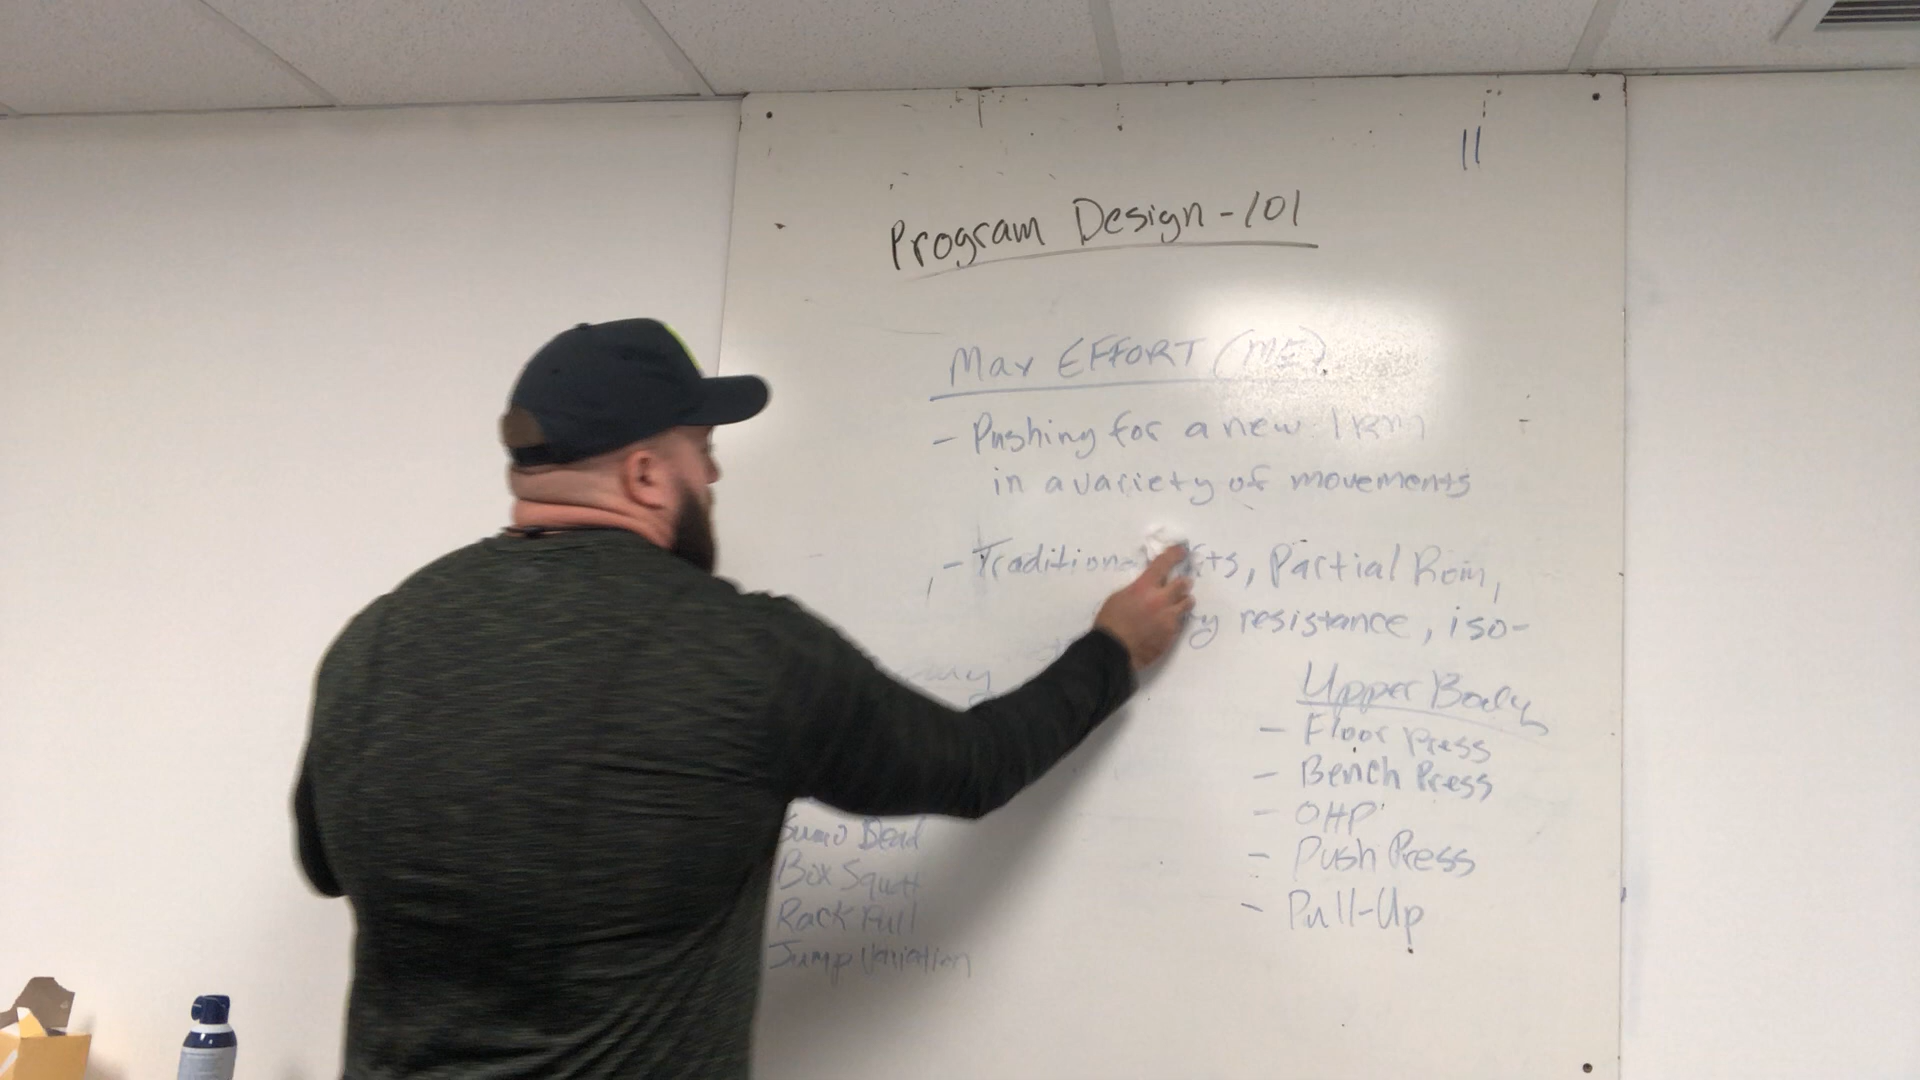 11
Program Design - 101
Max EFFORT (ME)
- Pushing for a new 1RM
in a variety of movements
- Tradition , Partial Rom,
resistance, iso-
Upper Body
- Floor Press
- Bench Press
- OHP
- Push Press
- Pull-Up
Sumo Dead
Box Squat
Rack Pull
Jump Variation